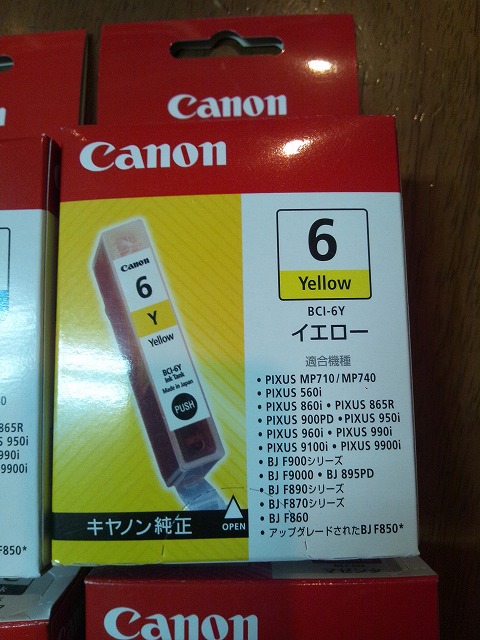 Canon
Canon
6
Yellow
BCI-6Y
イエロー
適合機種
• PIXUS MP710/MP740
• PIXUS 560i
• PIXUS 860i • PIXUS 865R
• PIXUS 900PD • PIXUS 950i
• PIXUS 960i • PIXUS 990i
• PIXUS 9100i • PIXUS 9900i
• BJ F900シリーズ
• BJ F9000 • BJ 895PD
• BJ F890シリーズ
• BJ F870シリーズ
• BJ F860
• アップグレードされたBJ F850*
Canon
6
Y
Yellow
BCI-6Y
Ink Tank
Made in Japan
PUSH
キヤノン純正
OPEN
865R
950i
990i
9900i
F850*
Canon